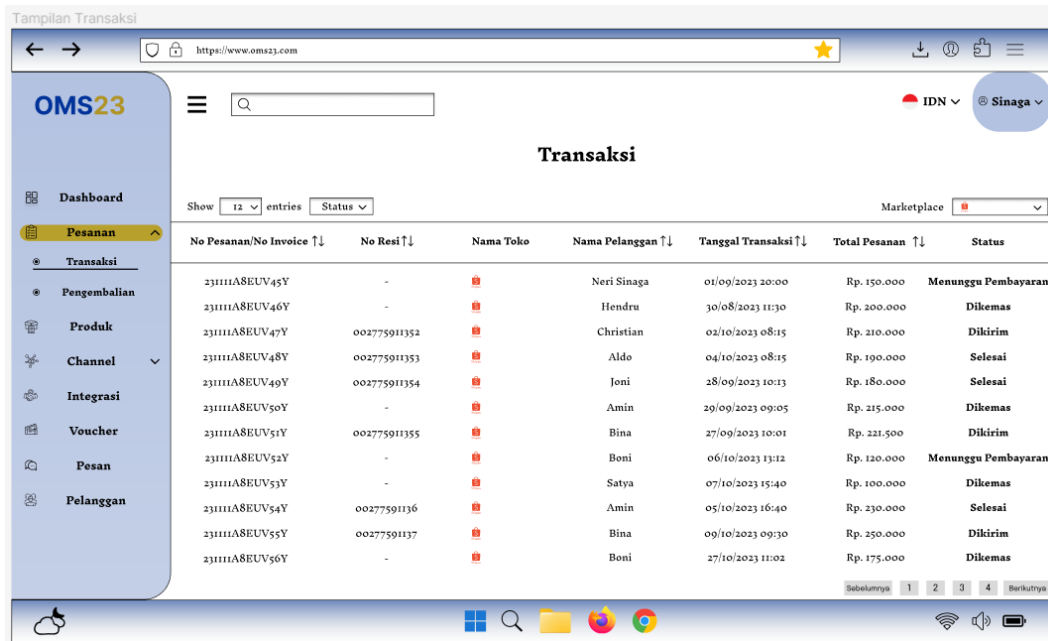 Tampilan Transaksi
https://www.oms23.com
OMS23
IDN
Sinaga
Transaksi
Dashboard
Show 12 entries Status
Marketplace
Pesanan
No Pesanan/No Invoice ↑↓ No Resi↑↓ Nama Toko Nama Pelanggan ↑↓ Tanggal Transaksi ↑↓ Total Pesanan ↑↓ Status
Transaksi
Pengembalian
Produk
Channel
Integrasi
Voucher
Pesan
Pelanggan
231111A8EUV45Y - Neri Sinaga 01/09/2023 20:00 Rp. 150.000 Menunggu Pembayaran
231111A8EUV46Y - Hendru 30/08/2023 11:30 Rp. 200.000 Dikemas
231111A8EUV47Y 002775911352 Christian 02/10/2023 08:15 Rp. 210.000 Dikirim
231111A8EUV48Y 002775911353 Aldo 04/10/2023 08:15 Rp. 190.000 Selesai
231111A8EUV49Y 002775911354 Joni 28/09/2023 10:13 Rp. 180.000 Selesai
231111A8EUV50Y - Amin 29/09/2023 09:05 Rp. 215.000 Dikemas
231111A8EUV51Y 002775911355 Bina 27/09/2023 10:01 Rp. 221.500 Dikirim
231111A8EUV52Y - Boni 06/10/2023 13:12 Rp. 120.000 Menunggu Pembayaran
231111A8EUV53Y - Satya 07/10/2023 15:40 Rp. 100.000 Dikemas
231111A8EUV54Y 00277591136 Amin 05/10/2023 16:40 Rp. 230.000 Selesai
231111A8EUV55Y 00277591137 Bina 09/10/2023 09:30 Rp. 250.000 Dikirim
231111A8EUV56Y - Boni 27/10/2023 11:02 Rp. 175.000 Dikemas
Sebelumnya 1 2 3 4 Berikutnya